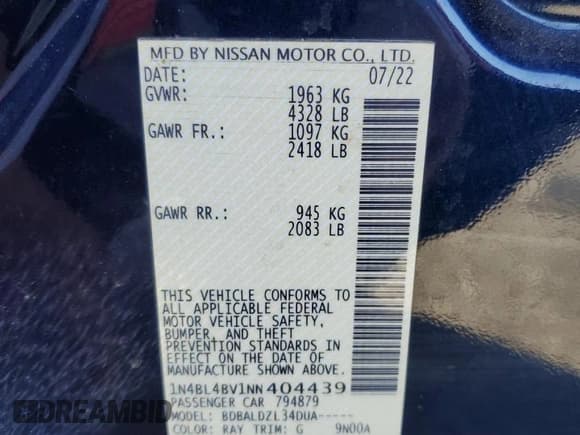 MFD BY NISSAN MOTOR CO., LTD.
DATE: 07/22
GVWR: 1963 KG
4328 LB
GAWR FR.: 1097 KG
2418 LB
GAWR RR.: 945 KG
2083 LB
THIS VEHICLE CONFORMS TO
ALL APPLICABLE FEDERAL
MOTOR VEHICLE SAFETY,
BUMPER, AND THEFT
PREVENTION STANDARDS IN
EFFECT ON THE DATE OF
MANUFACTURE SHOWN ABOVE.
1N4BL4BV1NN404439
PASSENGER CAR 794879
MODEL: BDBALDZL34DUA-----
COLOR: RAY TRIM: G 9N00A
©EasyAutoBid